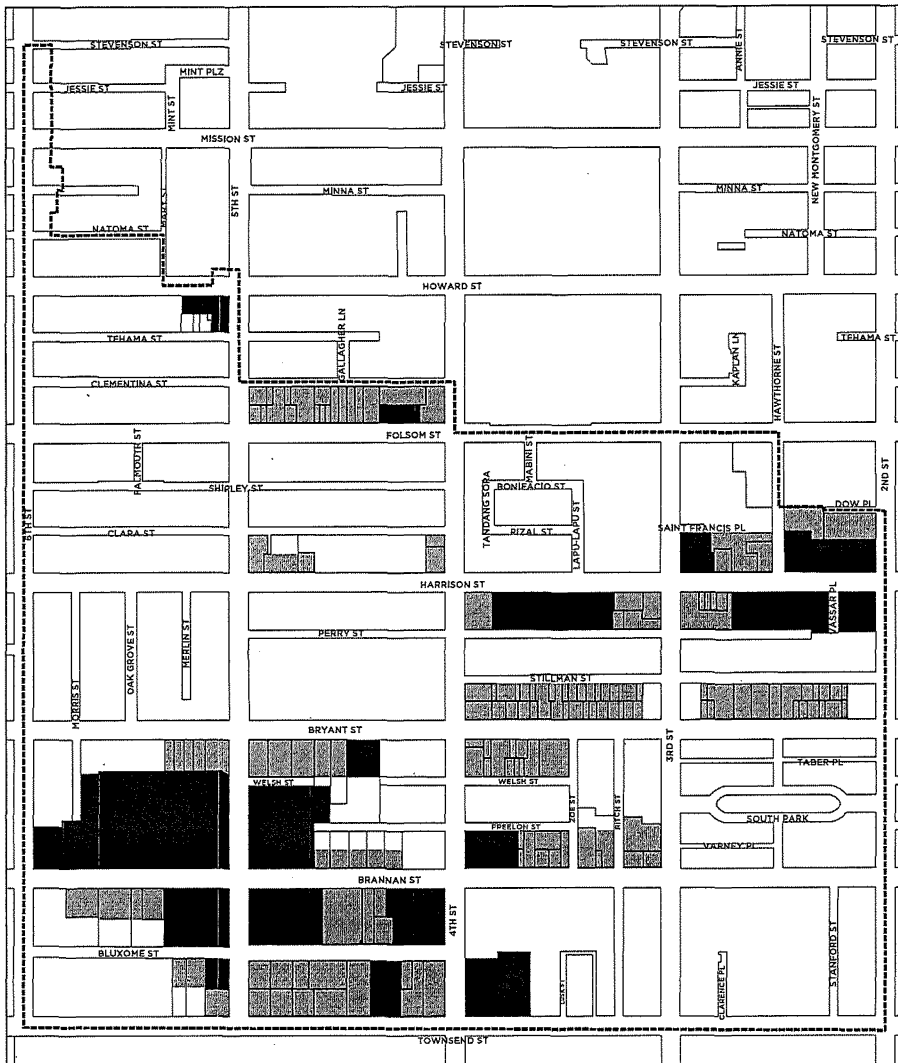 STEVENSON ST
STEVENSON ST
STEVENSON ST
STEVENSON ST
ANNIE ST
MINT PLZ
JESSIE ST
JESSIE ST
JESSIE ST
MINT ST
NEW MONTGOMERY ST
MISSION ST
5TH ST
MINNA ST
MINNA ST
MARY ST
NATOMA ST
NATOMA ST
HOWARD ST
TEHAMA ST
GALLAGHER LN
KAPLAN LN
HAWTHORNE ST
TEHAMA ST
CLEMENTINA ST
FOLSOM ST
FALMOUTH ST
MABINI ST
2ND ST
SHIPLEY ST
TANDANG SORA
BONIFACIO ST
LAPU-LAPU ST
DOW PL
6TH ST
CLARA ST
RIZAL ST
SAINT FRANCIS PL
HARRISON ST
VASSAR PL
OAK GROVE ST
MERLIN ST
PERRY ST
MORRIS ST
STILLMAN ST
BRYANT ST
3RD ST
TABER PL
WELSH ST
WELSH ST
ZOE ST
RITCH ST
SOUTH PARK
FREELON ST
VARNEY PL
BRANNAN ST
4TH ST
BLUXOME ST
LUSK ST
CLARENCE PL
STANFORD ST
TOWNSEND ST